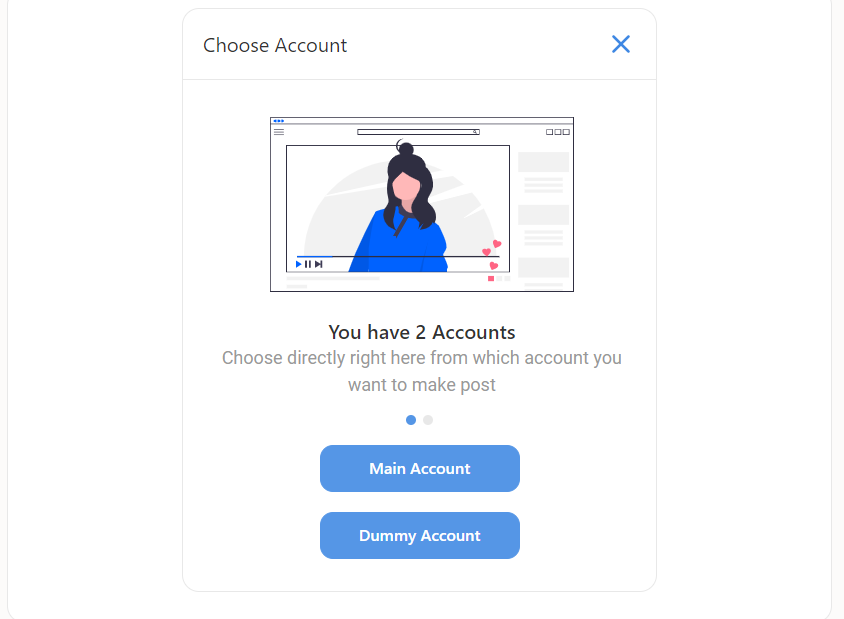 Choose Account
You have 2 Accounts
Choose directly right here from which account you
want to make post
Main Account
Dummy Account